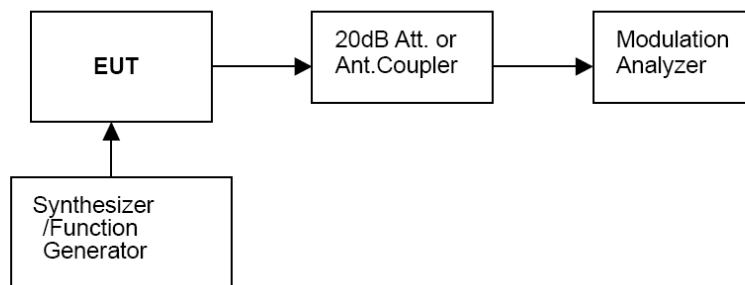 EUT
20dB Att. or
Ant.Coupler
Modulation
Analyzer
Synthesizer
/Function
Generator